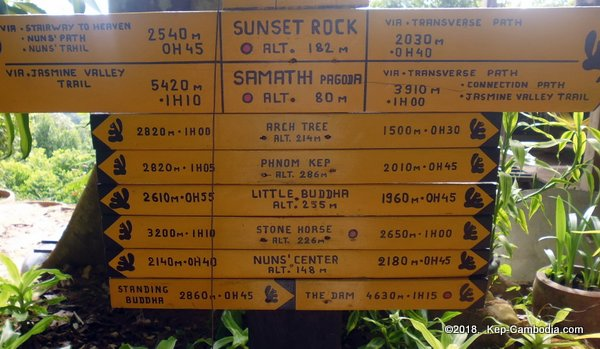 VIA • STAIRWAY TO HEAVEN
• NUNS' PATH
• NUNS' TRAIL
2540 m
0H45
SUNSET ROCK
ALT. 182 M
VIA • TRANSVERSE PATH
2030 m
•0H40
VIA • JASMINE VALLEY
TRAIL
5420 m
•1H10
SAMATHI PAGODA
ALT. 80 M
VIA • TRANSVERSE PATH
• CONNECTION PATH
• JASMINE VALLEY TRAIL
3910 m
•1H00
2820 m • 1H00
ARCH TREE
ALT. 214 m
1500 m • 0H30
2820 m • 1H05
PHNOM KEP
ALT. 286 m
2010 m • 0H45
2610 m • 0H55
LITTLE BUDDHA
ALT. 255 m
1960 m • 0H45
3200 m • 1H10
STONE HORSE
ALT. 226 m
2650 m • 1H00
2140 m • 0H40
NUNS' CENTER
ALT. 148 m
2180 m • 0H45
STANDING
BUDDHA
2860 m • 0H45
THE DAM
4630 m • 1H15
©2018. Kep-Cambodia.com